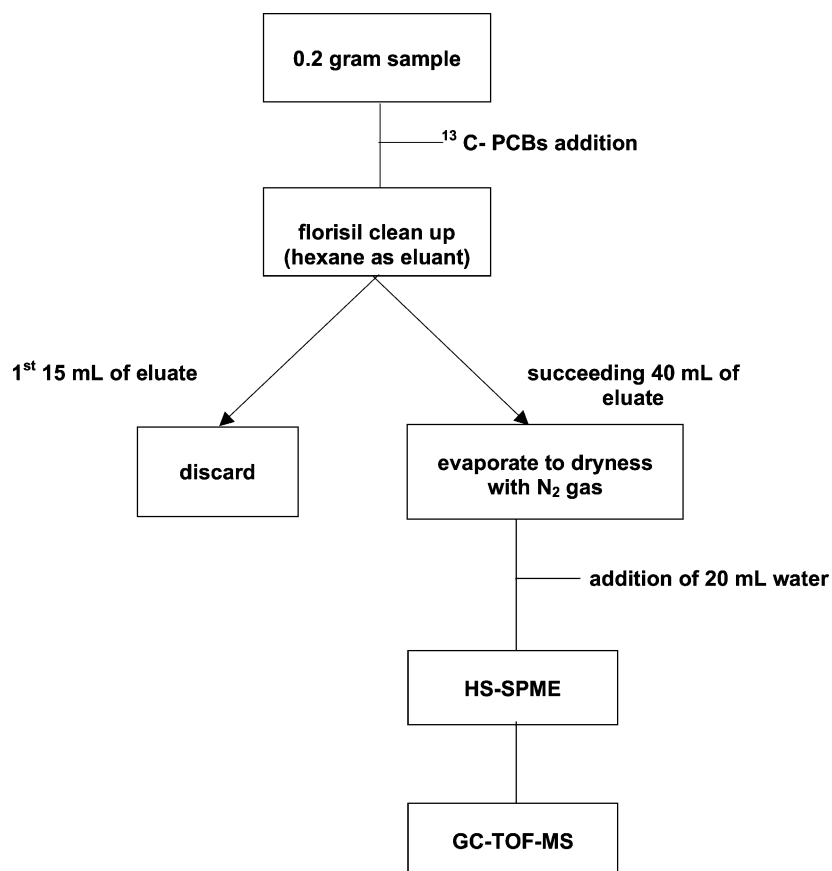 0.2 gram sample
¹³ C- PCBs addition
florisil clean up
(hexane as eluant)
1ˢᵗ 15 mL of eluate
succeeding 40 mL of
eluate
discard
evaporate to dryness
with N₂ gas
addition of 20 mL water
HS-SPME
GC-TOF-MS